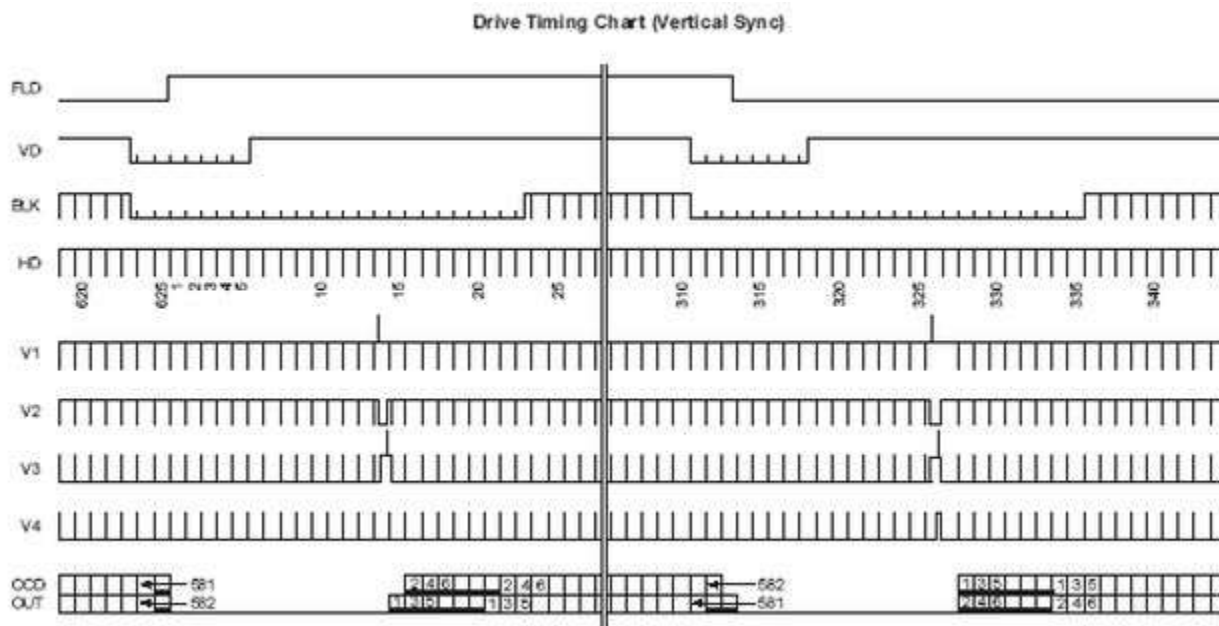 Drive Timing Chart (Vertical Sync)
FLD
VD
BLK
HD
620 625 1 2 3 4 5 10 15 20 25 310 315 320 325 330 335 340
V1
V2
V3
V4
CCD 581 2 4 6 2 4 6 582 1 3 5 1 3 5
OUT 582 1 3 5 1 3 5 581 2 4 6 2 4 6